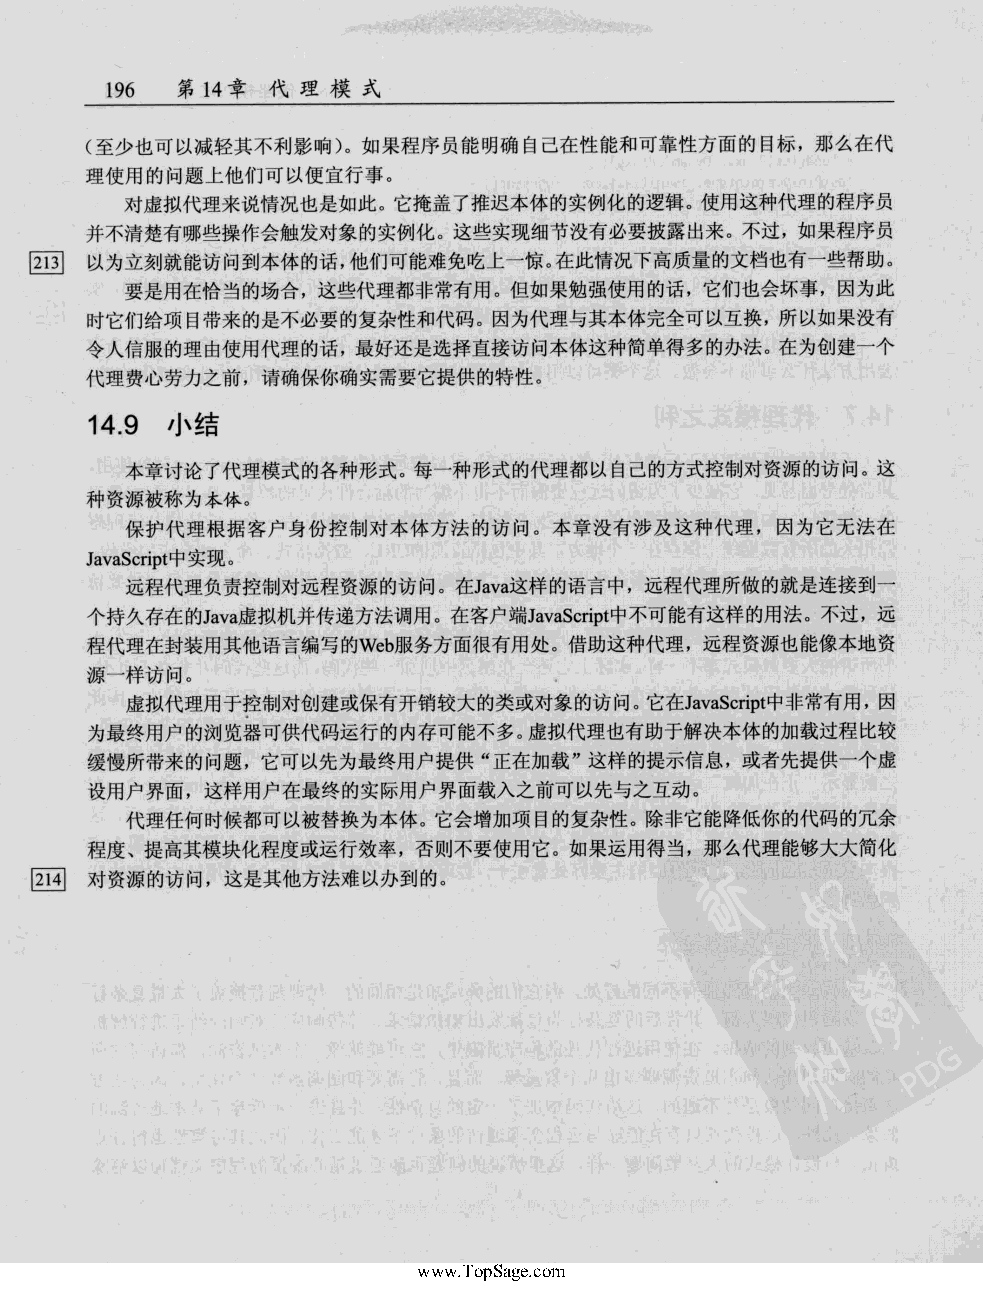 196 第14章 代理模式
（至少也可以减轻其不利影响）。如果程序员能明确自己在性能和可靠性方面的目标，那么在代
理使用的问题上他们可以便宜行事。
对虚拟代理来说情况也是如此。它掩盖了推迟本体的实例化的逻辑。使用这种代理的程序员
并不清楚有哪些操作会触发对象的实例化。这些实现细节没有必要披露出来。不过，如果程序员
213 以为立刻就能访问到本体的话，他们可能难免吃上一惊。在此情况下高质量的文档也有一些帮助。
要是用在恰当的场合，这些代理都非常有用。但如果勉强使用的话，它们也会坏事，因为此
时它们给项目带来的是不必要的复杂性和代码。因为代理与其本体完全可以互换，所以如果没有
令人信服的理由使用代理的话，最好还是选择直接访问本体这种简单得多的办法。在为创建一个
代理费心劳力之前，请确保你确实需要它提供的特性。
14.9 小结
本章讨论了代理模式的各种形式。每一种形式的代理都以自己的方式控制对资源的访问。这
种资源被称为本体。
保护代理根据客户身份控制对本体方法的访问。本章没有涉及这种代理，因为它无法在
JavaScript中实现。
远程代理负责控制对远程资源的访问。在Java这样的语言中，远程代理所做的就是连接到一
个持久存在的Java虚拟机并传递方法调用。在客户端JavaScript中不可能有这样的用法。不过，远
程代理在封装用其他语言编写的Web服务方面很有用处。借助这种代理，远程资源也能像本地资
源一样访问。
虚拟代理用于控制对创建或保有开销较大的类或对象的访问。它在JavaScript中非常有用，因
为最终用户的浏览器可供代码运行的内存可能不多。虚拟代理也有助于解决本体的加载过程比较
缓慢所带来的问题，它可以先为最终用户提供“正在加载”这样的提示信息，或者先提供一个虚
设用户界面，这样用户在最终的实际用户界面载入之前可以先与之互动。
代理任何时候都可以被替换为本体。它会增加项目的复杂性。除非它能降低你的代码的冗余
程度、提高其模块化程度或运行效率，否则不要使用它。如果运用得当，那么代理能够大大简化
214 对资源的访问，这是其他方法难以办到的。
PDG
www.TopSage.com